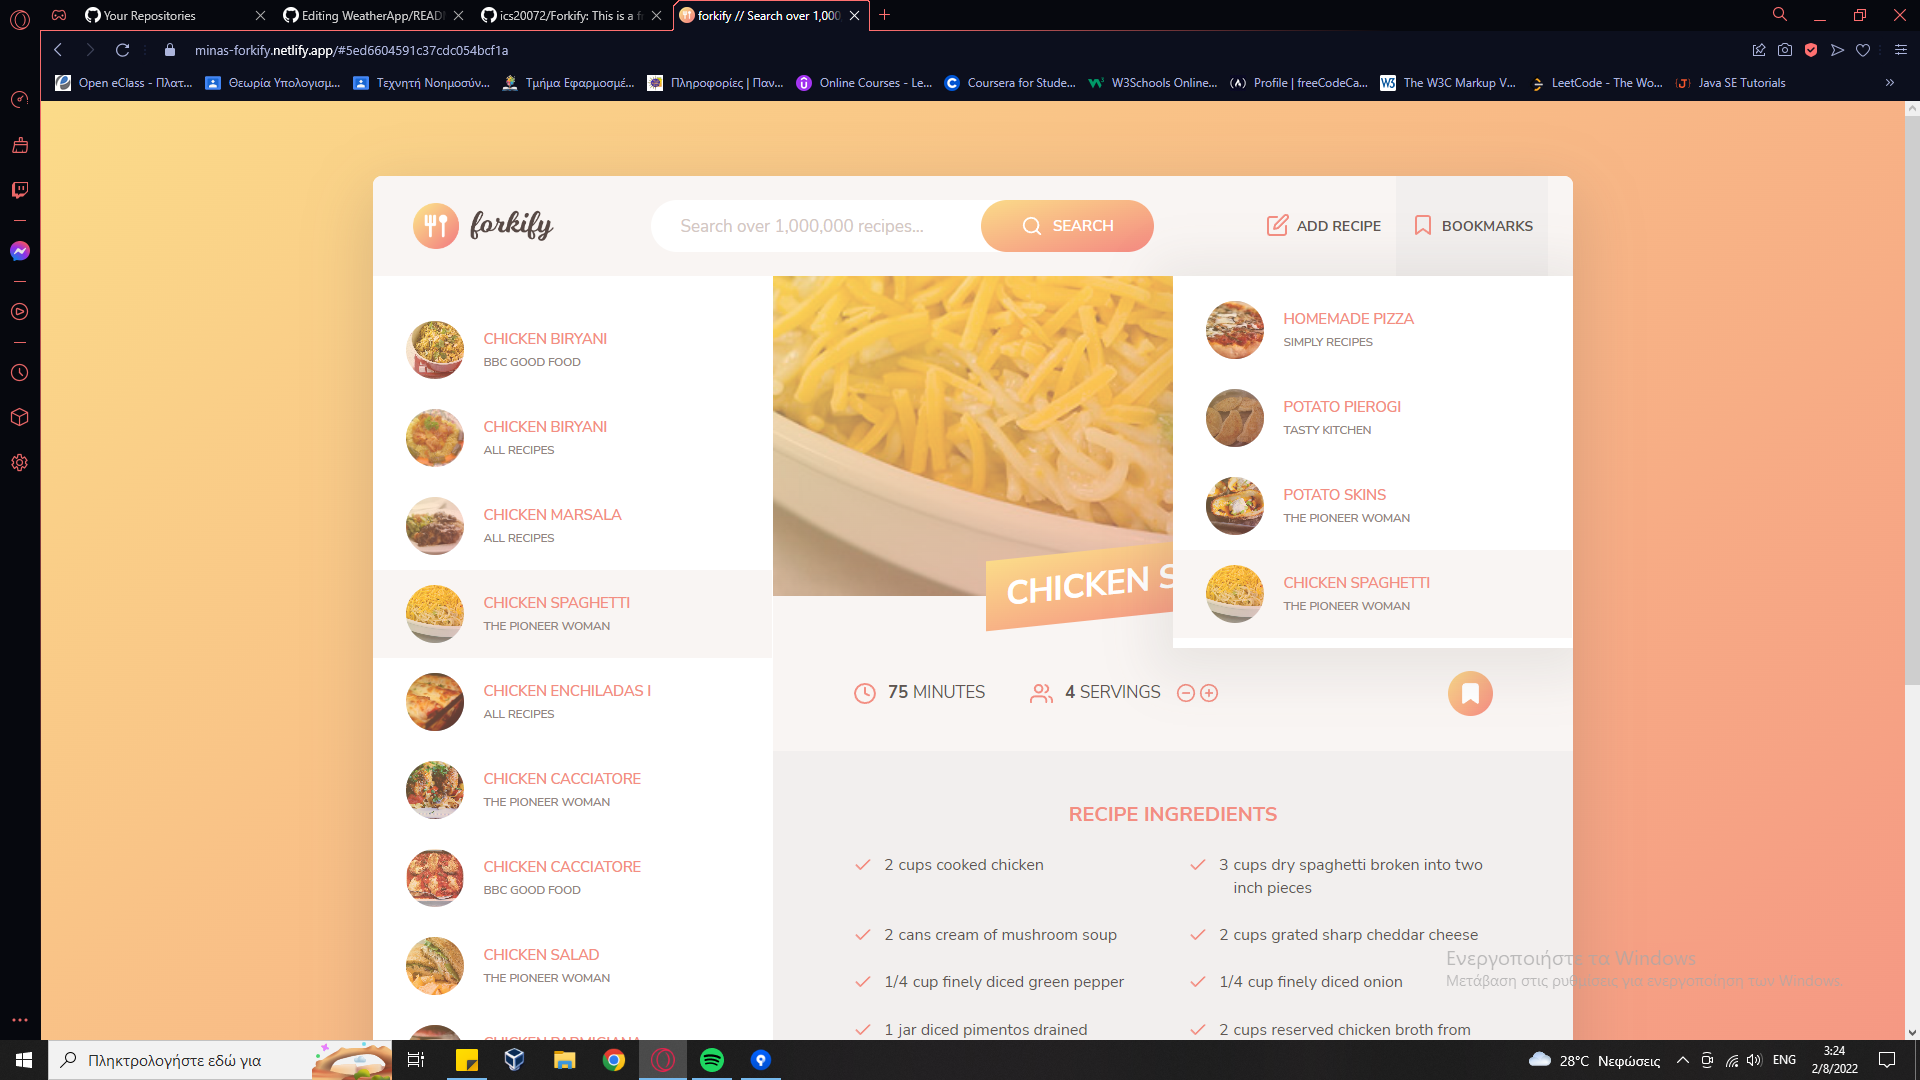 Your Repositories
Editing WeatherApp/READ
ics20072/Forkify: This is a f
forkify // Search over 1,000,
minas-forkify.netlify.app/#5ed6604591c37cdc054bcf1a
Open eClass - Πλατ...
Θεωρία Υπολογισμ...
Τεχνητή Νοημοσύν...
Τμήμα Εφαρμοσμέ...
Πληροφορίες | Παν...
Online Courses - Le...
Coursera for Stude...
W3Schools Online...
Profile | freeCodeCa...
The W3C Markup V...
LeetCode - The Wo...
Java SE Tutorials
forkify
Search over 1,000,000 recipes...
SEARCH
ADD RECIPE
BOOKMARKS
CHICKEN BIRYANI
BBC GOOD FOOD
CHICKEN BIRYANI
ALL RECIPES
CHICKEN MARSALA
ALL RECIPES
CHICKEN SPAGHETTI
THE PIONEER WOMAN
CHICKEN ENCHILADAS I
ALL RECIPES
CHICKEN CACCIATORE
THE PIONEER WOMAN
CHICKEN CACCIATORE
BBC GOOD FOOD
CHICKEN SALAD
THE PIONEER WOMAN
CHICKEN PARMIGIANA
HOMEMADE PIZZA
SIMPLY RECIPES
POTATO PIEROGI
TASTY KITCHEN
POTATO SKINS
THE PIONEER WOMAN
CHICKEN SPAGHETTI
THE PIONEER WOMAN
CHICKEN S
75 MINUTES
4 SERVINGS
RECIPE INGREDIENTS
2 cups cooked chicken
3 cups dry spaghetti broken into two
inch pieces
2 cans cream of mushroom soup
2 cups grated sharp cheddar cheese
1/4 cup finely diced green pepper
1/4 cup finely diced onion
1 jar diced pimentos drained
2 cups reserved chicken broth from
Ενεργοποιήστε τα Windows
Μετάβαση στις ρυθμίσεις για ενεργοποίηση των Windows.
Πληκτρολογήστε εδώ για
28°C Νεφώσεις
ENG
3:24
2/8/2022